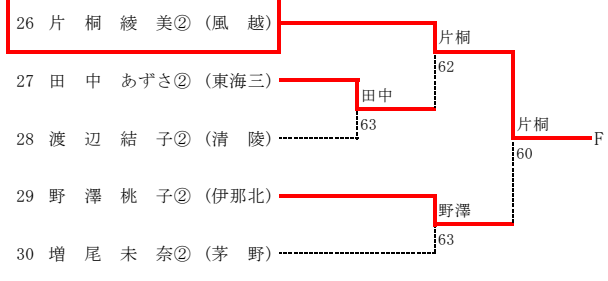 26 片 桐 綾 美② (風 越)
片桐
62
27 田 中 あずさ② (東海三)
田中
63
28 渡 辺 結 子② (清 陵)
片桐
F
60
29 野 澤 桃 子② (伊那北)
野澤
63
30 増 尾 未 奈② (茅 野)